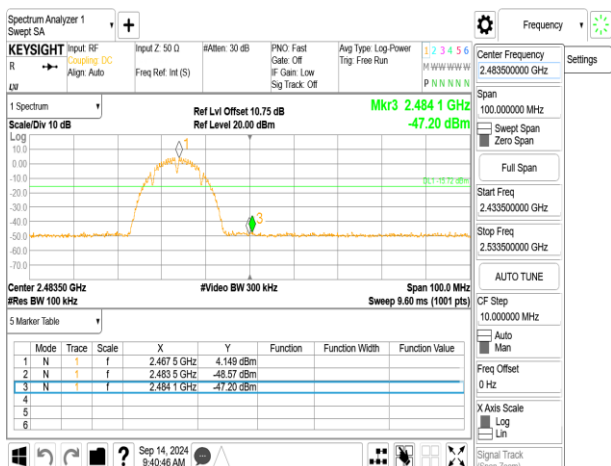 Spectrum Analyzer 1
Swept SA
Frequency
KEYSIGHT
Input: RF
Coupling: DC
Align: Auto
Input Z: 50 Ω
Freq Ref: Int (S)
#Atten: 30 dB
PNO: Fast
Gate: Off
IF Gain: Low
Sig Track: Off
Avg Type: Log-Power
Trig: Free Run
1 2 3 4 5 6
M W W W W W
P N N N N N
R
LXI
Center Frequency
2.483500000 GHz
Settings
Span
100.000000 MHz
Swept Span
Zero Span
Full Span
Start Freq
2.433500000 GHz
Stop Freq
2.533500000 GHz
AUTO TUNE
CF Step
10.000000 MHz
Auto
Man
Freq Offset
0 Hz
X Axis Scale
Log
Lin
Signal Track
(Span Zoom)
1 Spectrum
Scale/Div 10 dB
Ref Lvl Offset 10.75 dB
Ref Level 20.00 dBm
Mkr3 2.484 1 GHz
-47.20 dBm
Log
10.0
0.00
-10.0
-20.0
-30.0
-40.0
-50.0
-60.0
-70.0
1
3
DL1 -15.72 dBm
Center 2.48350 GHz
#Res BW 100 kHz
#Video BW 300 kHz
Span 100.0 MHz
Sweep 9.60 ms (1001 pts)
5 Marker Table
Mode Trace Scale X Y Function Function Width Function Value
1 N 1 f 2.467 5 GHz 4.149 dBm
2 N 1 f 2.483 5 GHz -48.57 dBm
3 N 1 f 2.484 1 GHz -47.20 dBm
4
5
6
?
Sep 14, 2024
9:40:46 AM